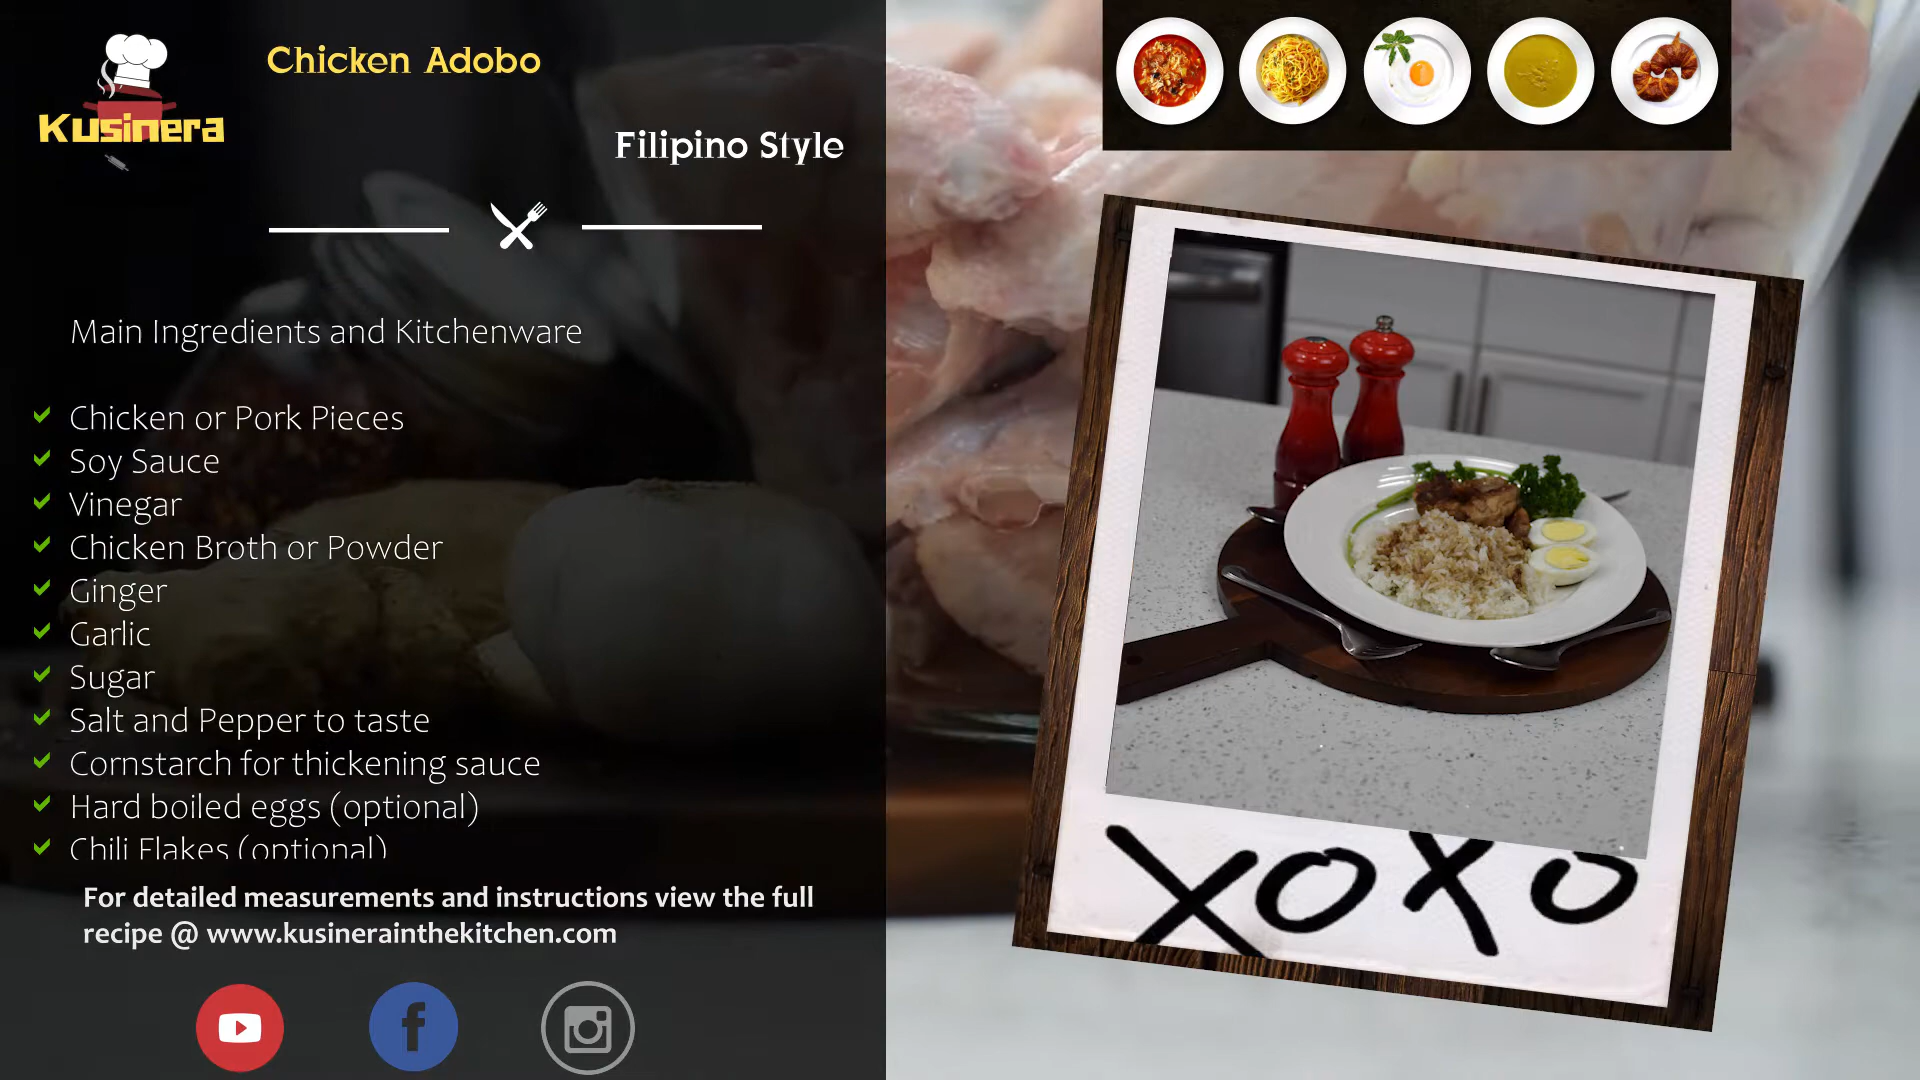 Kusinera
Chicken Adobo
Filipino Style
Main Ingredients and Kitchenware
Chicken or Pork Pieces
Soy Sauce
Vinegar
Chicken Broth or Powder
Ginger
Garlic
Sugar
Salt and Pepper to taste
Cornstarch for thickening sauce
Hard boiled eggs (optional)
Chili Flakes (optional)
For detailed measurements and instructions view the full
recipe @ www.kusinerainthekitchen.com
XOXO